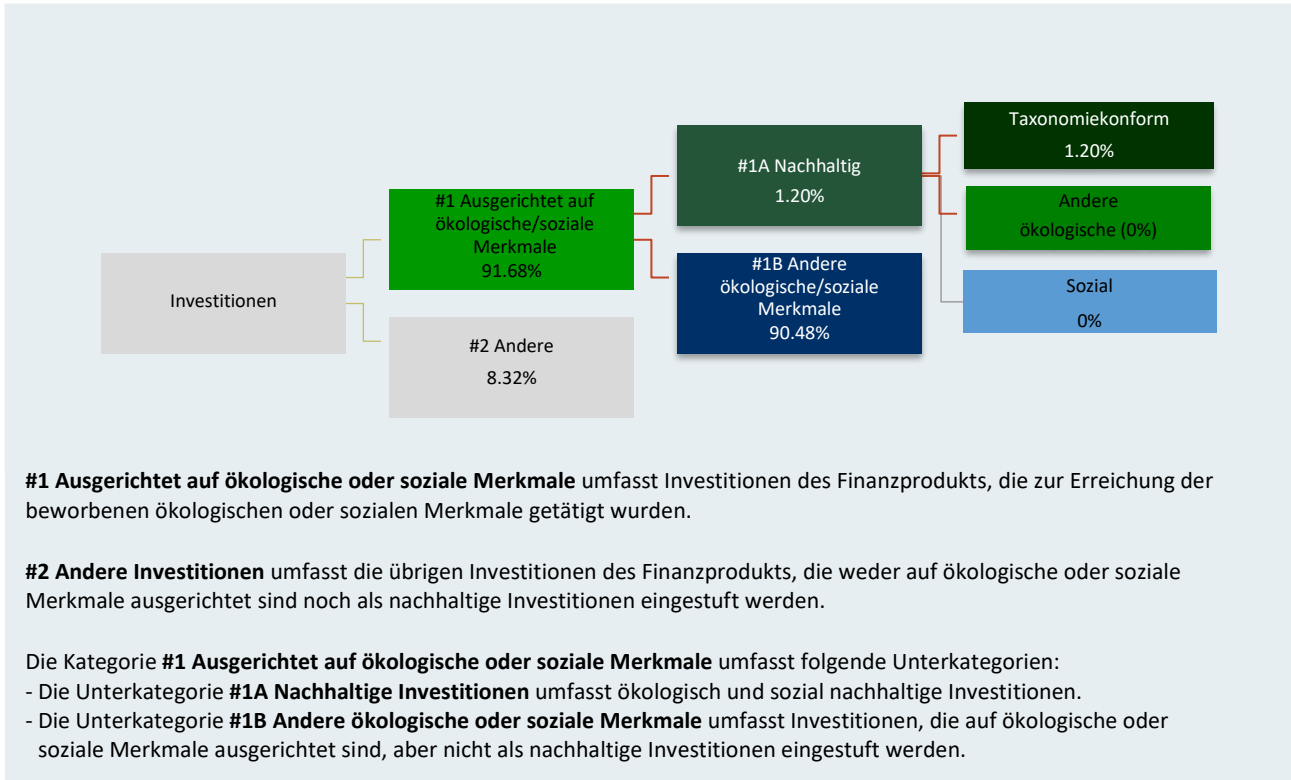 Investitionen
#1 Ausgerichtet auf
ökologische/soziale
Merkmale
91.68%
#2 Andere
8.32%
#1A Nachhaltig
1.20%
#1B Andere
ökologische/soziale
Merkmale
90.48%
Taxonomiekonform
1.20%
Andere
ökologische (0%)
Sozial
0%
#1 Ausgerichtet auf ökologische oder soziale Merkmale umfasst Investitionen des Finanzprodukts, die zur Erreichung der
beworbenen ökologischen oder sozialen Merkmale getätigt wurden.
#2 Andere Investitionen umfasst die übrigen Investitionen des Finanzprodukts, die weder auf ökologische oder soziale
Merkmale ausgerichtet sind noch als nachhaltige Investitionen eingestuft werden.
Die Kategorie #1 Ausgerichtet auf ökologische oder soziale Merkmale umfasst folgende Unterkategorien:
- Die Unterkategorie #1A Nachhaltige Investitionen umfasst ökologisch und sozial nachhaltige Investitionen.
- Die Unterkategorie #1B Andere ökologische oder soziale Merkmale umfasst Investitionen, die auf ökologische oder
soziale Merkmale ausgerichtet sind, aber nicht als nachhaltige Investitionen eingestuft werden.